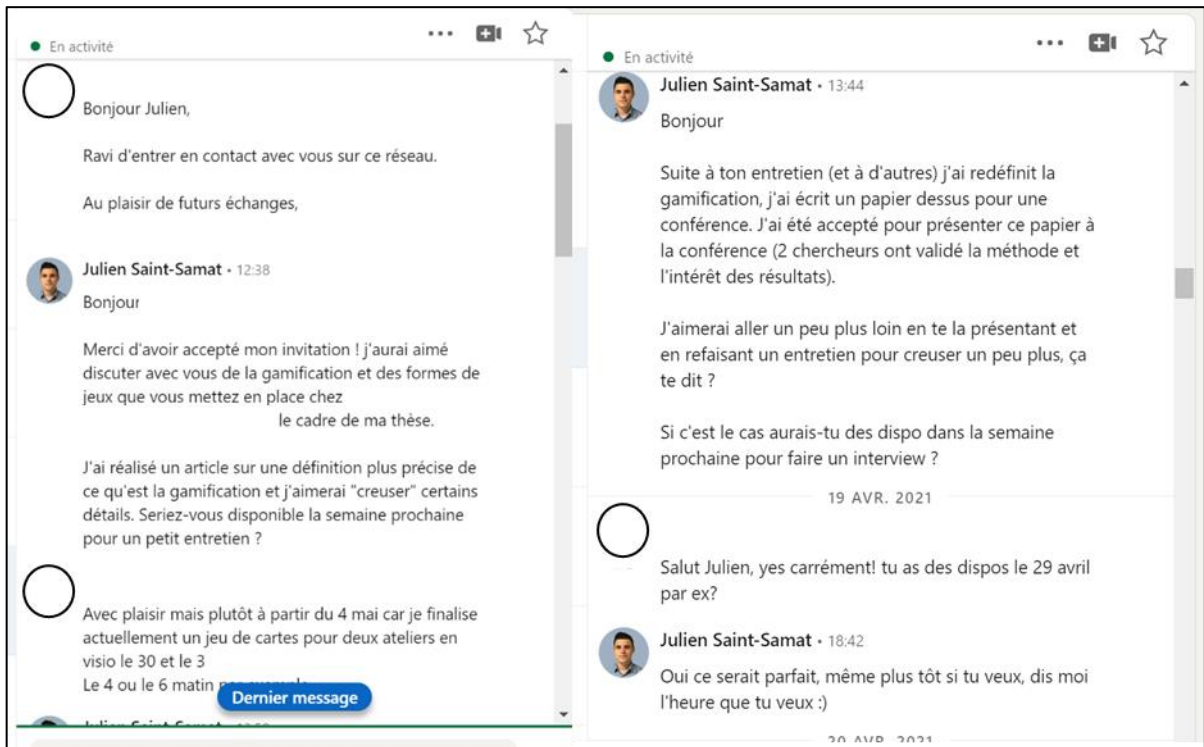 En activité
Bonjour Julien,
Ravi d'entrer en contact avec vous sur ce réseau.
Au plaisir de futurs échanges,
Julien Saint-Samat • 12:38
Bonjour
Merci d'avoir accepté mon invitation ! j'aurai aimé
discuter avec vous de la gamification et des formes de
jeux que vous mettez en place chez
le cadre de ma thèse.
J'ai réalisé un article sur une définition plus précise de
ce qu'est la gamification et j'aimerai "creuser" certains
détails. Seriez-vous disponible la semaine prochaine
pour un petit entretien ?
Avec plaisir mais plutôt à partir du 4 mai car je finalise
actuellement un jeu de cartes pour deux ateliers en
visio le 30 et le 3
Le 4 ou le 6 matin
Dernier message
En activité
Julien Saint-Samat • 13:44
Bonjour
Suite à ton entretien (et à d'autres) j'ai redéfinit la
gamification, j'ai écrit un papier dessus pour une
conférence. J'ai été accepté pour présenter ce papier à
la conférence (2 chercheurs ont validé la méthode et
l'intérêt des résultats).
J'aimerai aller un peu plus loin en te la présentant et
en refaisant un entretien pour creuser un peu plus, ça
te dit ?
Si c'est le cas aurais-tu des dispo dans la semaine
prochaine pour faire un interview ?
19 AVR. 2021
Salut Julien, yes carrément! tu as des dispos le 29 avril
par ex?
Julien Saint-Samat • 18:42
Oui ce serait parfait, même plus tôt si tu veux, dis moi
l'heure que tu veux :)
20 AVR. 2021